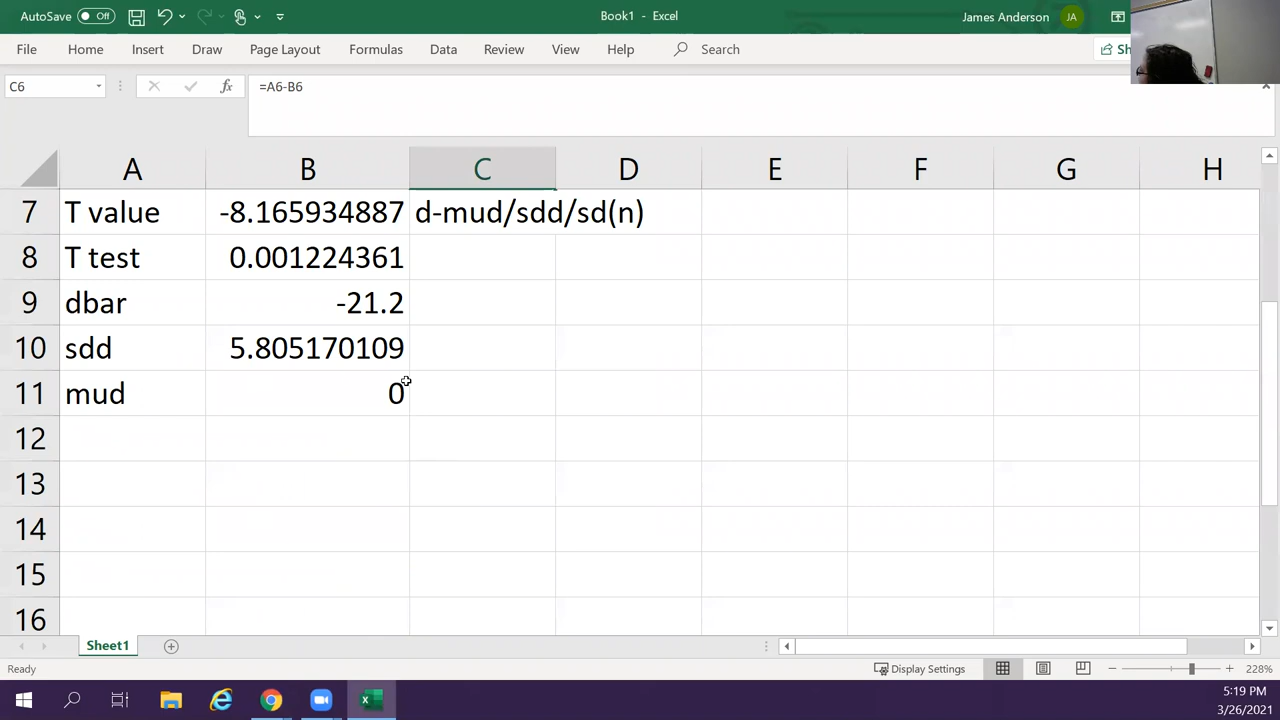 AutoSave Off Book1 - Excel James Anderson JA
File Home Insert Draw Page Layout Formulas Data Review View Help Search Sh
C6 fx =A6-B6
A B C D E F G H
7 T value -8.165934887 d-mud/sdd/sd(n)
8 T test 0.001224361
9 dbar -21.2
10 sdd 5.805170109
11 mud 0
12
13
14
15
16
Sheet1
Ready Display Settings 228%
5:19 PM
3/26/2021